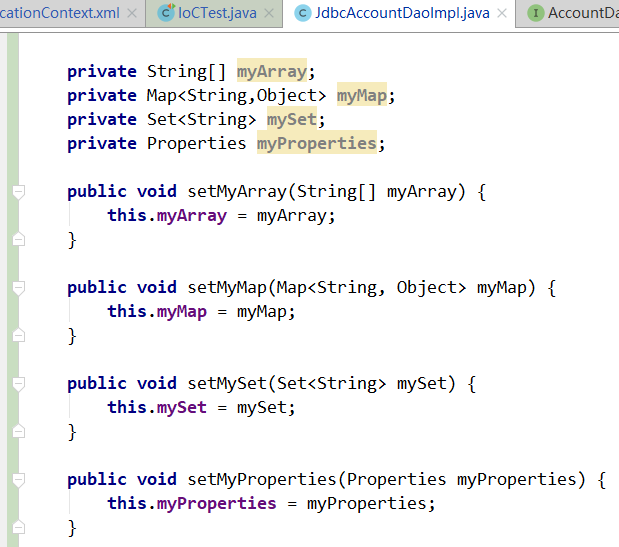 cationContext.xml × IoCTest.java × JdbcAccountDaoImpl.java × AccountDa
private String[] myArray;
private Map<String,Object> myMap;
private Set<String> mySet;
private Properties myProperties;
public void setMyArray(String[] myArray) {
this.myArray = myArray;
}
public void setMyMap(Map<String, Object> myMap) {
this.myMap = myMap;
}
public void setMySet(Set<String> mySet) {
this.mySet = mySet;
}
public void setMyProperties(Properties myProperties) {
this.myProperties = myProperties;
}